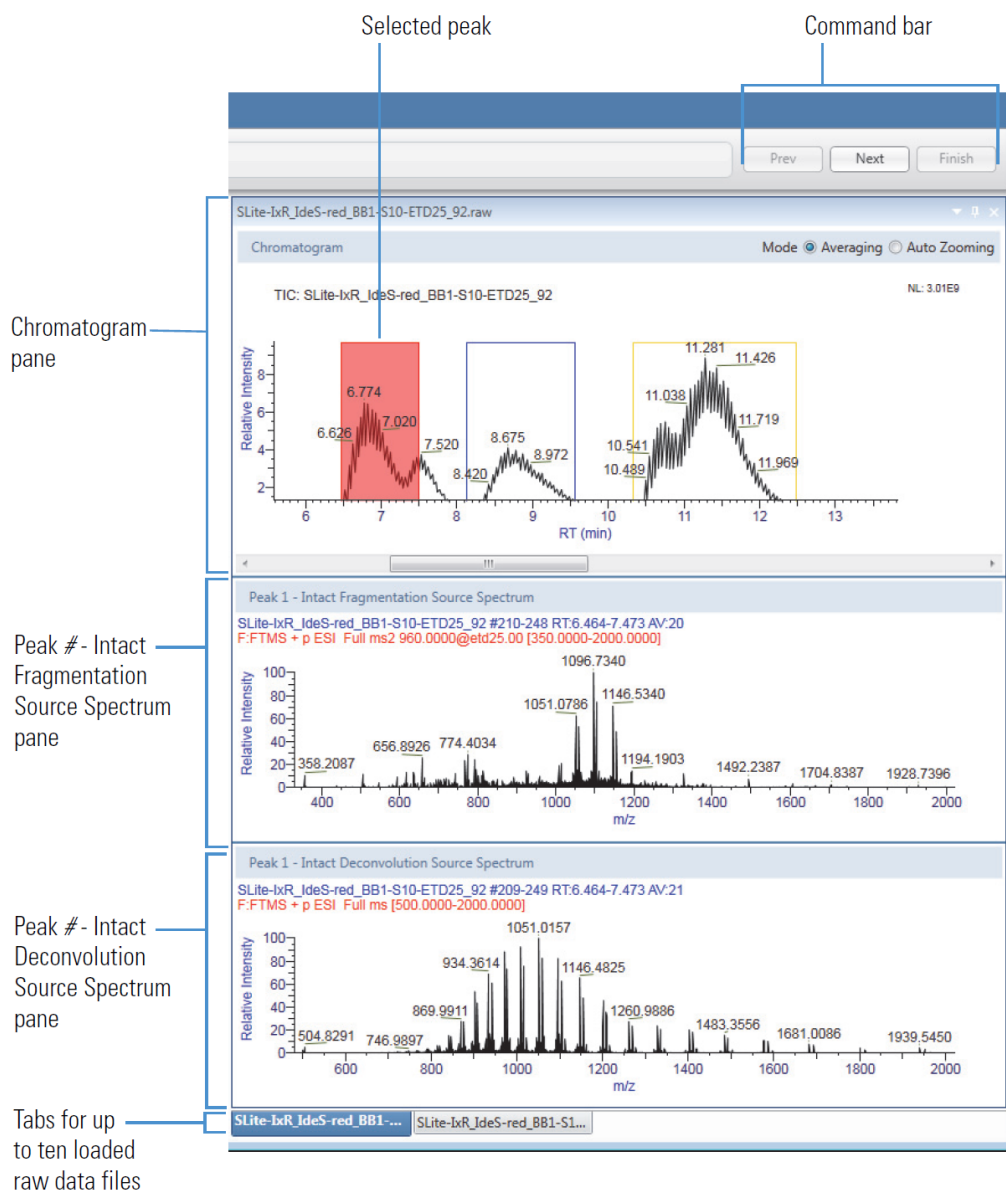 Selected peak
Command bar
Prev
Next
Finish
SLite-IxR_IdeS-red_BB1-S10-ETD25_92.raw
Chromatogram
Mode Averaging Auto Zooming
TIC: SLite-IxR_IdeS-red_BB1-S10-ETD25_92
NL: 3.01E9
Chromatogram
pane
Relative Intensity
8
6
4
2
6.626
6.774
7.020
7.520
8.420
8.675
8.972
10.489
10.541
11.038
11.281
11.426
11.719
11.969
6 7 8 9 10 11 12 13
RT (min)
Peak # - Intact
Fragmentation
Source Spectrum
pane
Peak 1 - Intact Fragmentation Source Spectrum
SLite-IxR_IdeS-red_BB1-S10-ETD25_92 #210-248 RT:6.464-7.473 AV:20
F:FTMS + p ESI Full ms2 960.0000@etd25.00 [350.0000-2000.0000]
Relative Intensity
100
80
60
40
20
0
358.2087
656.8926
774.4034
1051.0786
1096.7340
1146.5340
1194.1903
1492.2387
1704.8387
1928.7396
400 600 800 1000 1200 1400 1600 1800 2000
m/z
Peak # - Intact
Deconvolution
Source Spectrum
pane
Peak 1 - Intact Deconvolution Source Spectrum
SLite-IxR_IdeS-red_BB1-S10-ETD25_92 #209-249 RT:6.464-7.473 AV:21
F:FTMS + p ESI Full ms [500.0000-2000.0000]
Relative Intensity
100
80
60
40
20
0
504.8291
746.9897
869.9911
934.3614
1051.0157
1146.4825
1260.9886
1483.3556
1681.0086
1939.5450
600 800 1000 1200 1400 1600 1800 2000
m/z
Tabs for up
to ten loaded
raw data files
SLite-IxR_IdeS-red_BB1-...
SLite-IxR_IdeS-red_BB1-S1...